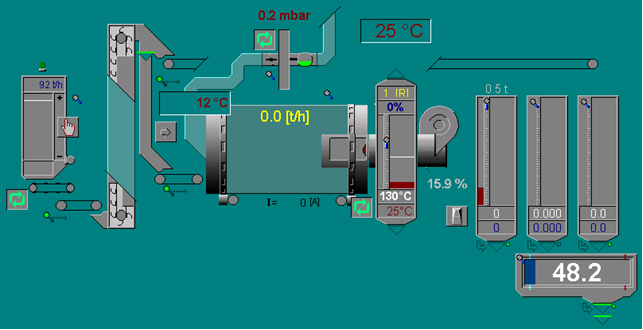 0.2 mbar
25 °C
92 t/h
12 °C
0.0 [t/h]
1 [R]
0%
0.5 t
15.9 %
130°C
25°C
I= 0 [A]
0 0.000 0.0
0 0.000 0.0
48.2